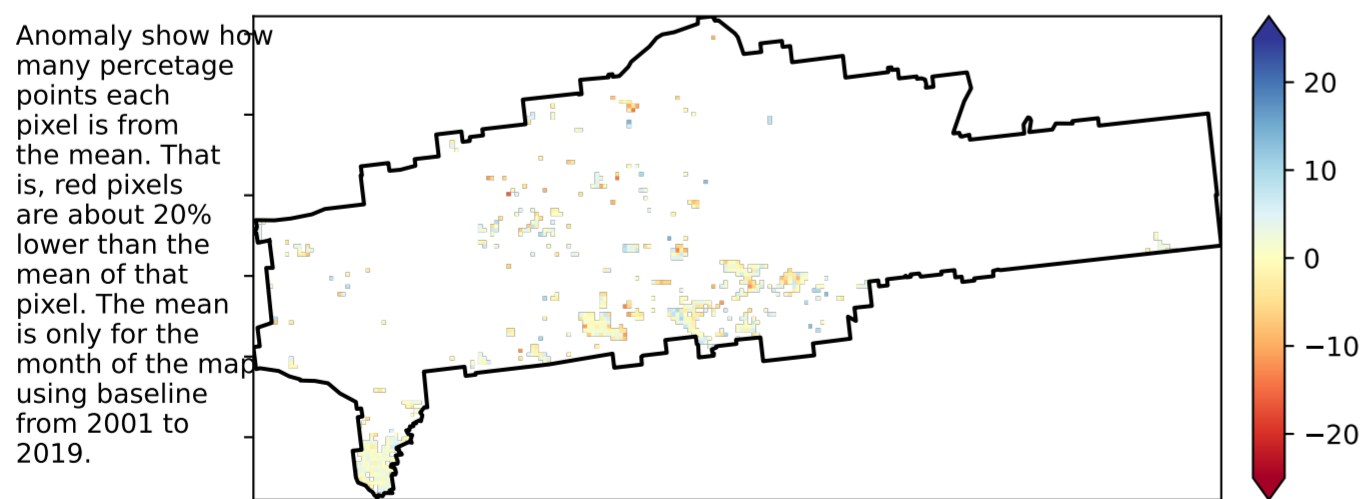 Anomaly show how
many percetage
points each
pixel is from
the mean. That
is, red pixels
are about 20%
lower than the
mean of that
pixel. The mean
is only for the
month of the map
using baseline
from 2001 to
2019.
20
10
0
−10
−20